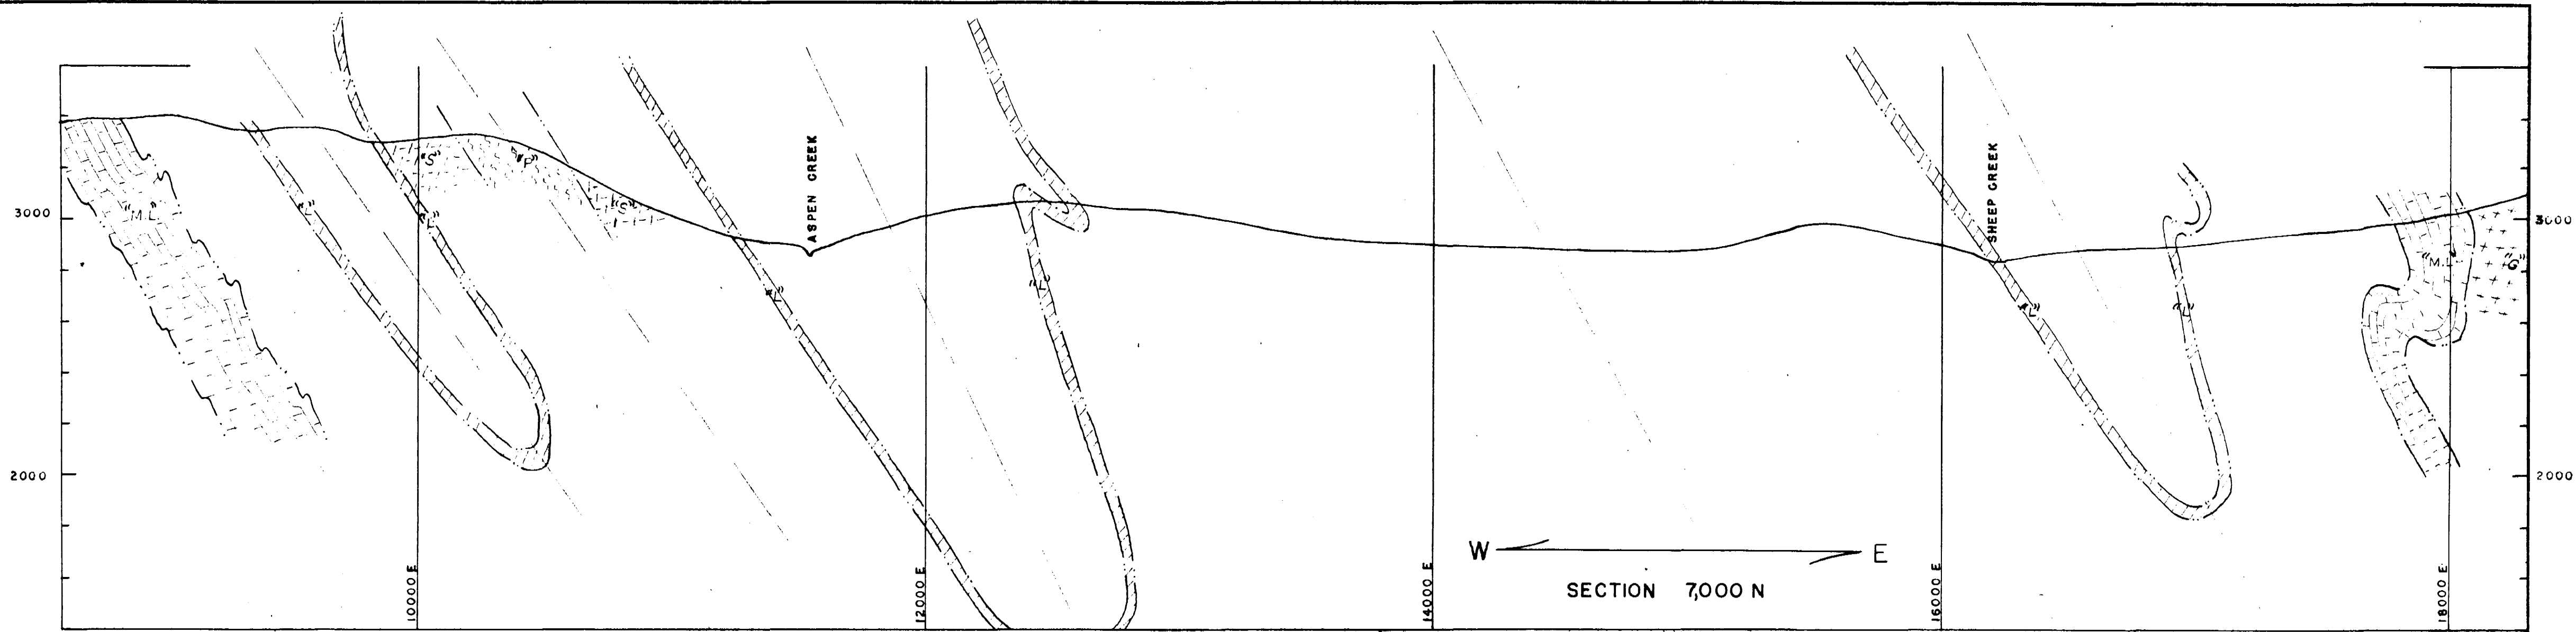 ASPEN CREEK
SHEEP CREEK
"S"
"P"
"S"
3000
"M.L"
"L"
"L"
3000
"L"
"L"
"M.L"
"G"
"L"
"L"
2000
2000
W E
SECTION 7,000 N
10000 E
12000 E
14000 E
16000 E
18000 E